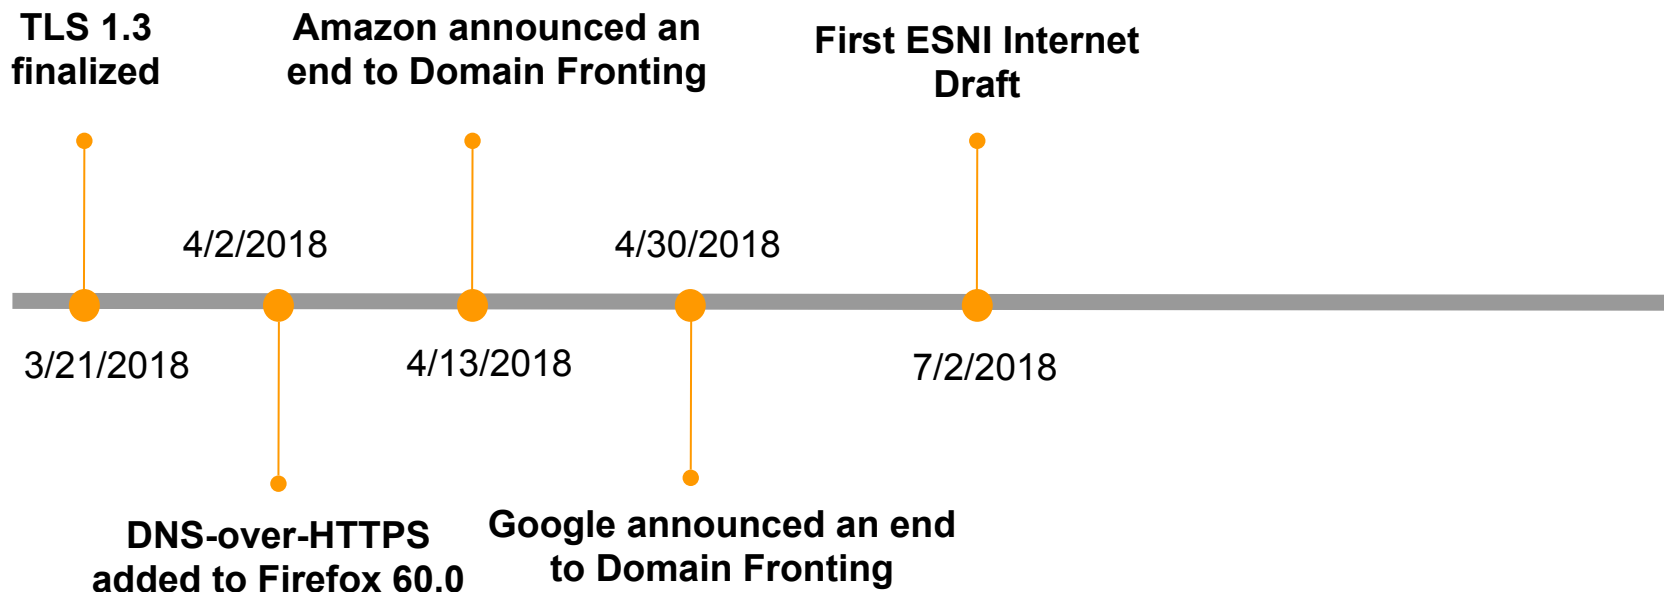 TLS 1.3
finalized
Amazon announced an
end to Domain Fronting
First ESNI Internet
Draft
4/2/2018
4/30/2018
3/21/2018
4/13/2018
7/2/2018
DNS-over-HTTPS
added to Firefox 60.0
Google announced an end
to Domain Fronting